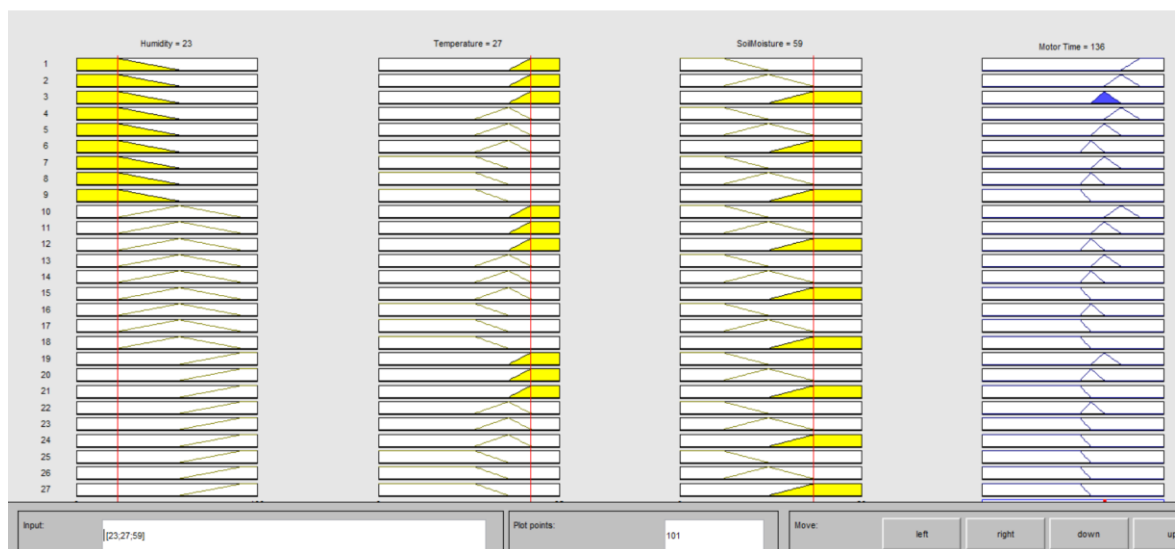 Humidity = 23
Temperature = 27
SoilMoisture = 59
Motor Time = 136
1
2
3
4
5
6
7
8
9
10
11
12
13
14
15
16
17
18
19
20
21
22
23
24
25
26
27
Input:
[23;27;59]
Plot points:
101
Move:
left
right
down